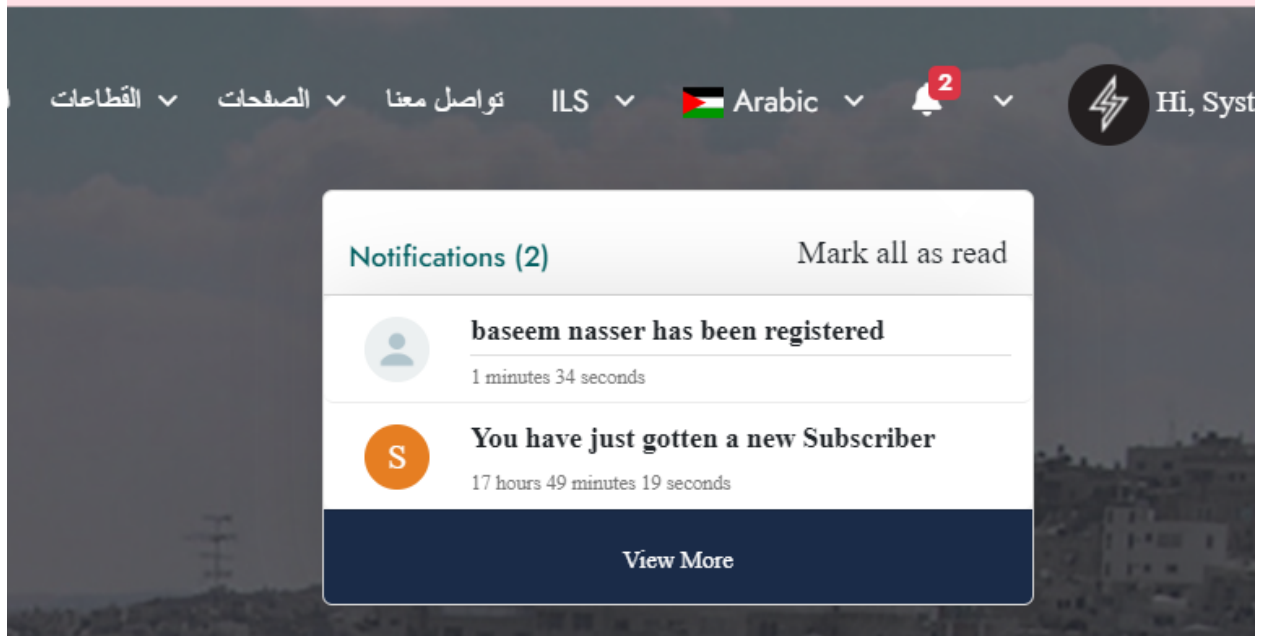 القطاعات
الصفحات
تواصل معنا
ILS
Arabic
2
Hi, Syst
Notifications (2)
Mark all as read
baseem nasser has been registered
1 minutes 34 seconds
S
You have just gotten a new Subscriber
17 hours 49 minutes 19 seconds
View More